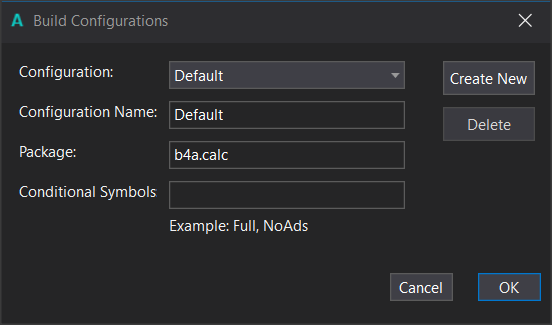 A Build Configurations
Configuration: Default Create New
Configuration Name: Default Delete
Package: b4a.calc
Conditional Symbols
Example: Full, NoAds
Cancel OK